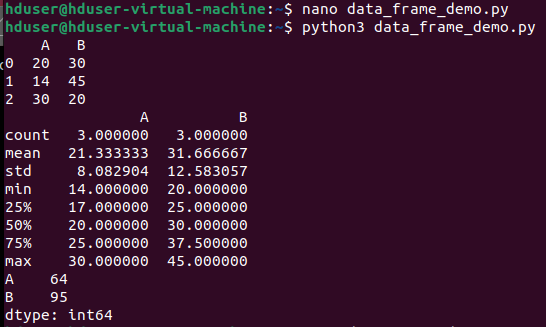 hduser@hduser-virtual-machine:~$ nano data_frame_demo.py
hduser@hduser-virtual-machine:~$ python3 data_frame_demo.py
    A   B
0  20  30
1  14  45
2  30  20
               A          B
count   3.000000   3.000000
mean   21.333333  31.666667
std     8.082904  12.583057
min    14.000000  20.000000
25%    17.000000  25.000000
50%    20.000000  30.000000
75%    25.000000  37.500000
max    30.000000  45.000000
A    64
B    95
dtype: int64